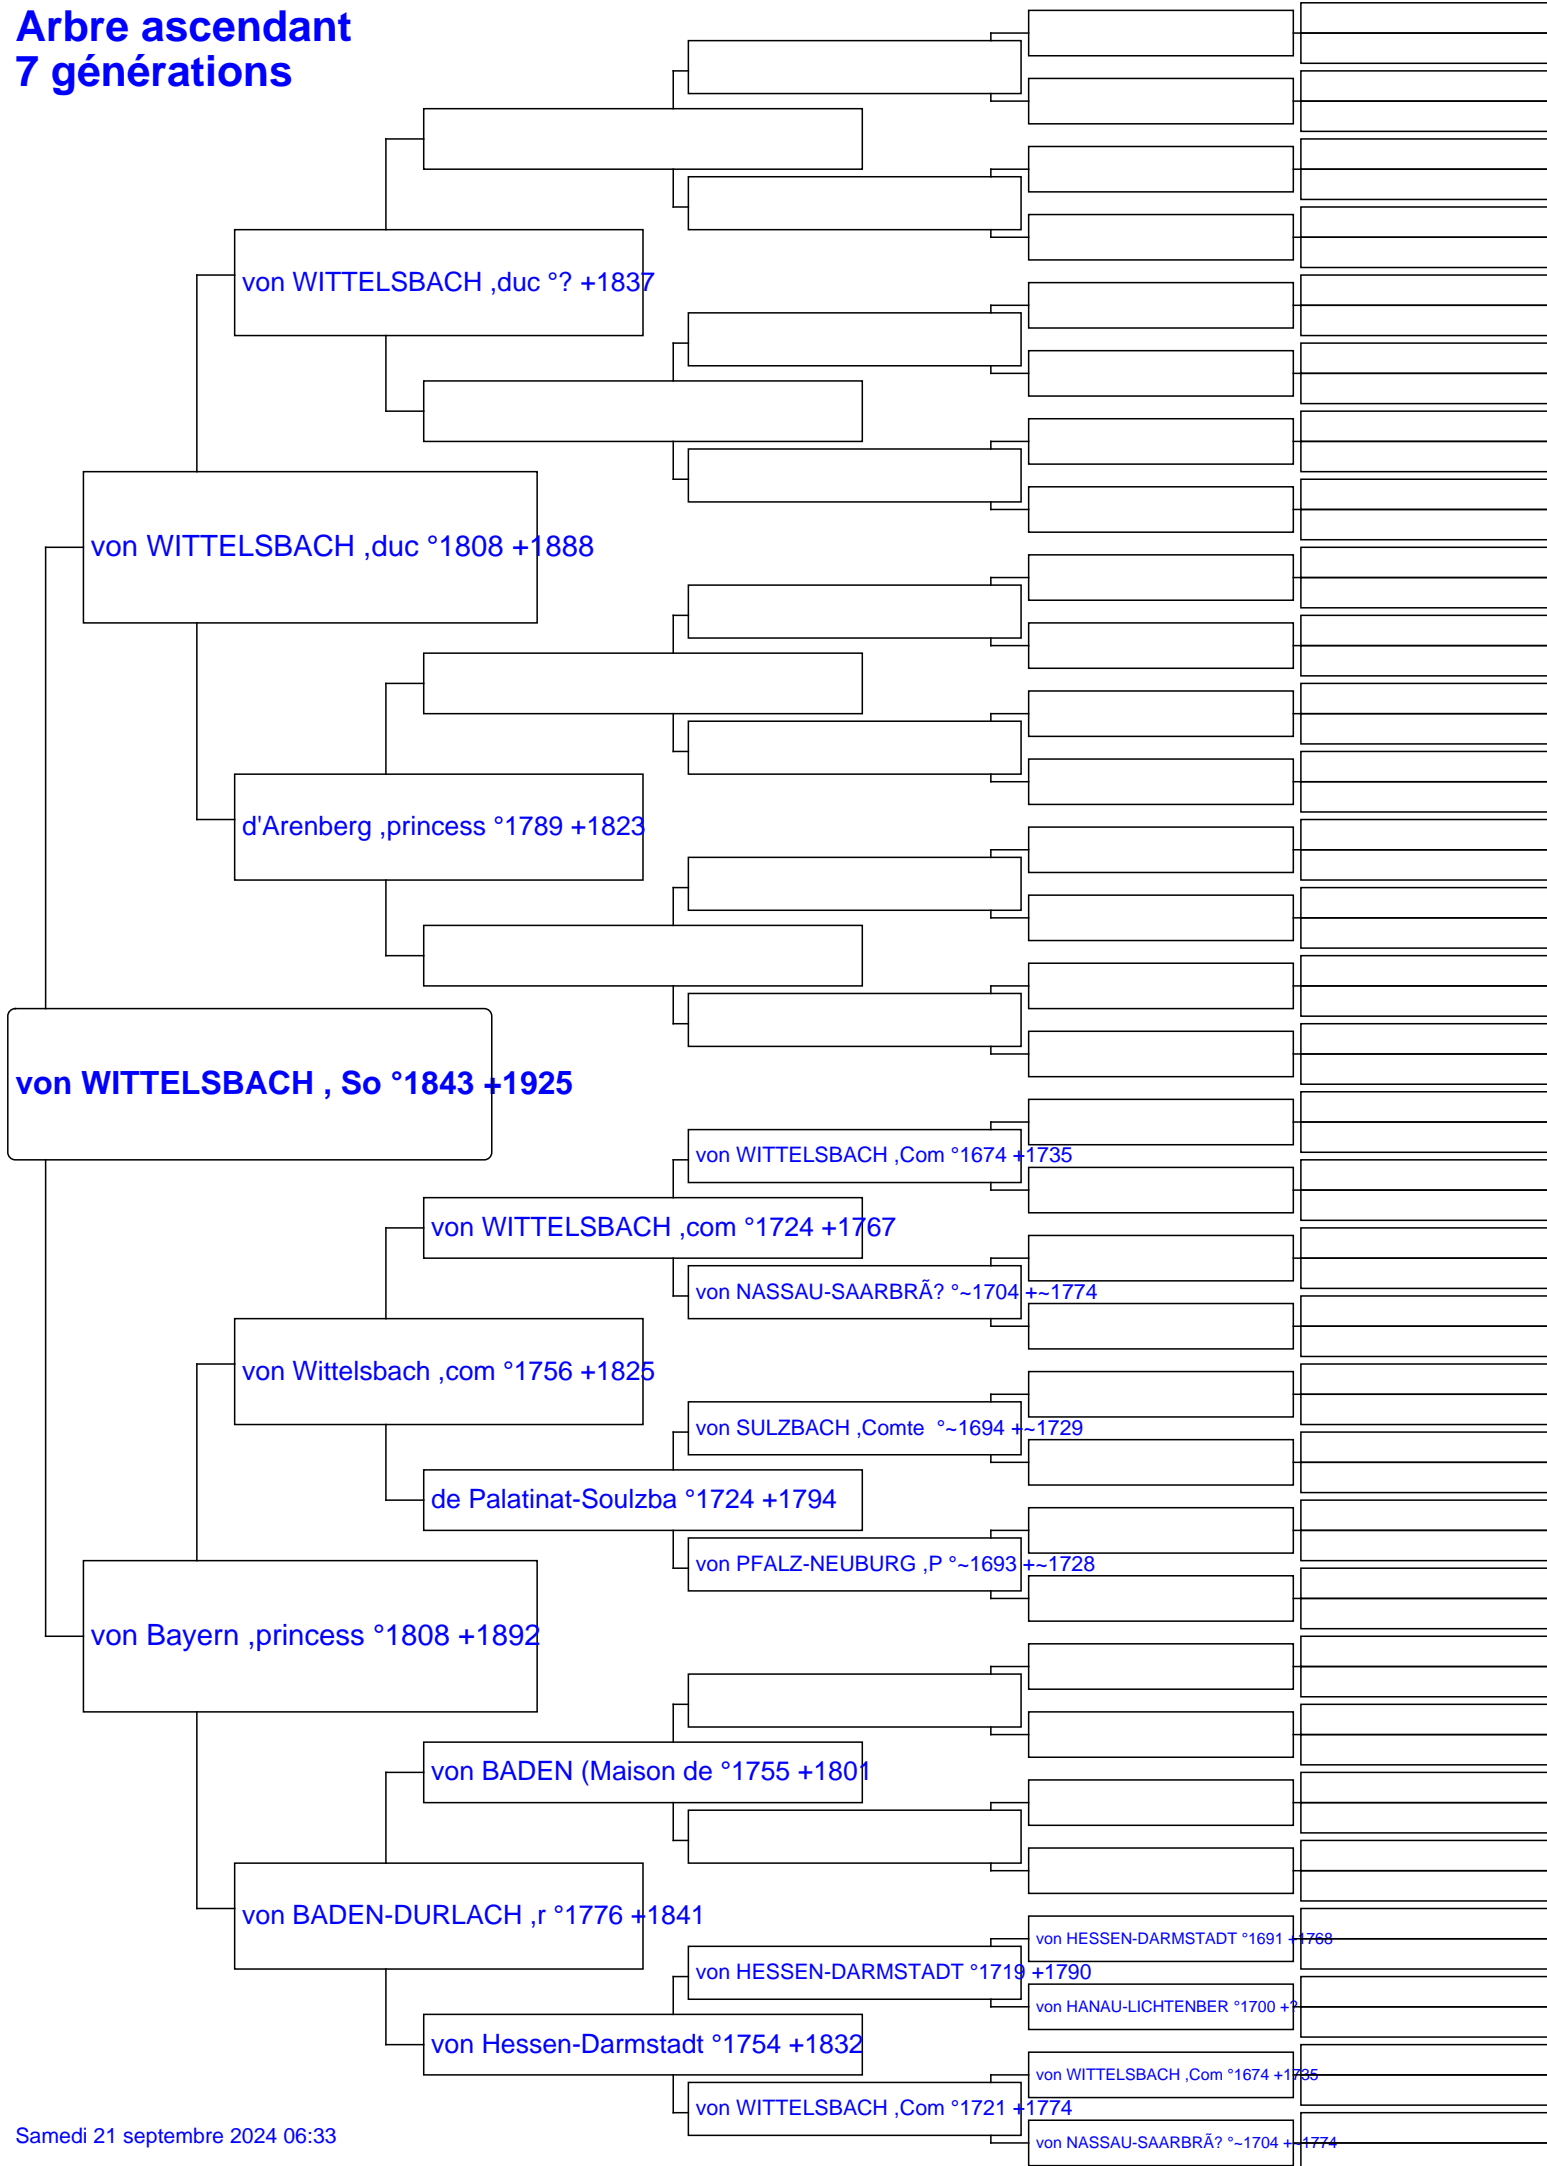 Arbre ascendant
7 générations
von WITTELSBACH ,duc °? +1837
von WITTELSBACH ,duc °1808 +1888
d'Arenberg ,princess °1789 +1823
von WITTELSBACH , So °1843 +1925
von WITTELSBACH ,Com °1674 +1735
von WITTELSBACH ,com °1724 +1767
von NASSAU-SAARBRÃ? °~1704 +~1774
von Wittelsbach ,com °1756 +1825
von SULZBACH ,Comte  °~1694 +~1729
de Palatinat-Soulzba °1724 +1794
von PFALZ-NEUBURG ,P °~1693 +~1728
von Bayern ,princess °1808 +1892
von BADEN (Maison de °1755 +1801
von BADEN-DURLACH ,r °1776 +1841
von HESSEN-DARMSTADT °1691 +1768
von HESSEN-DARMSTADT °1719 +1790
von HANAU-LICHTENBER °1700 +?
von Hessen-Darmstadt °1754 +1832
von WITTELSBACH ,Com °1674 +1735
von WITTELSBACH ,Com °1721 +1774
von NASSAU-SAARBRÃ? °~1704 +~1774
Samedi 21 septembre 2024 06:33